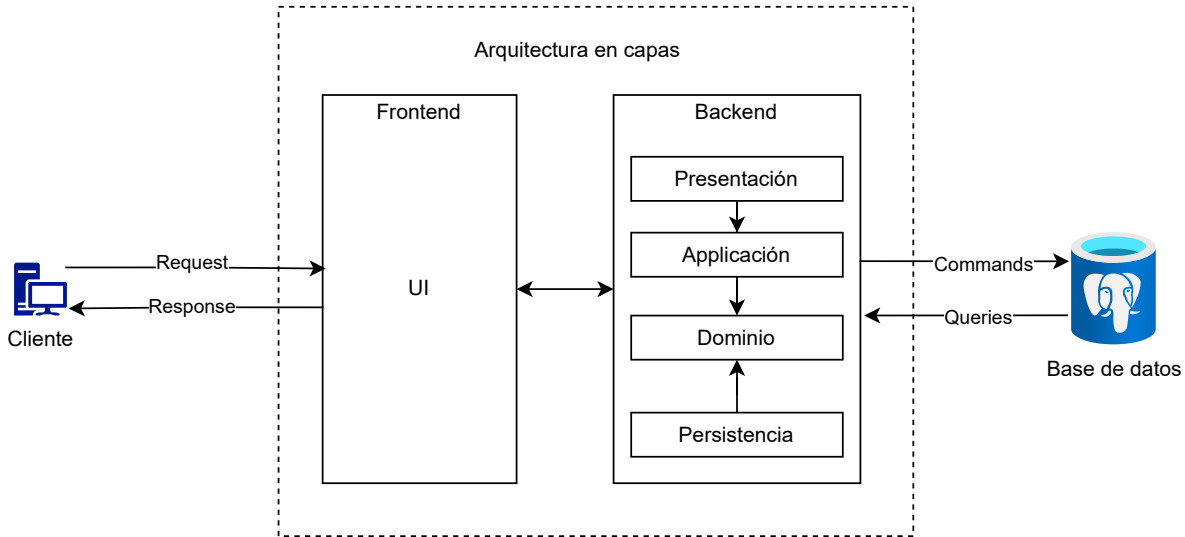 Arquitectura en capas
Frontend
Backend
Presentación
Applicación
Dominio
Persistencia
UI
Request
Response
Cliente
Commands
Queries
Base de datos